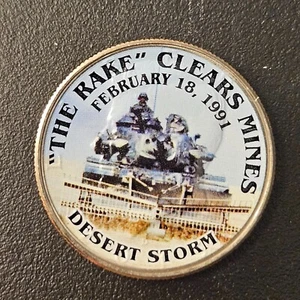 "THE RAKE" CLEARS MINES
FEBRUARY 18, 1991
DESERT STORM